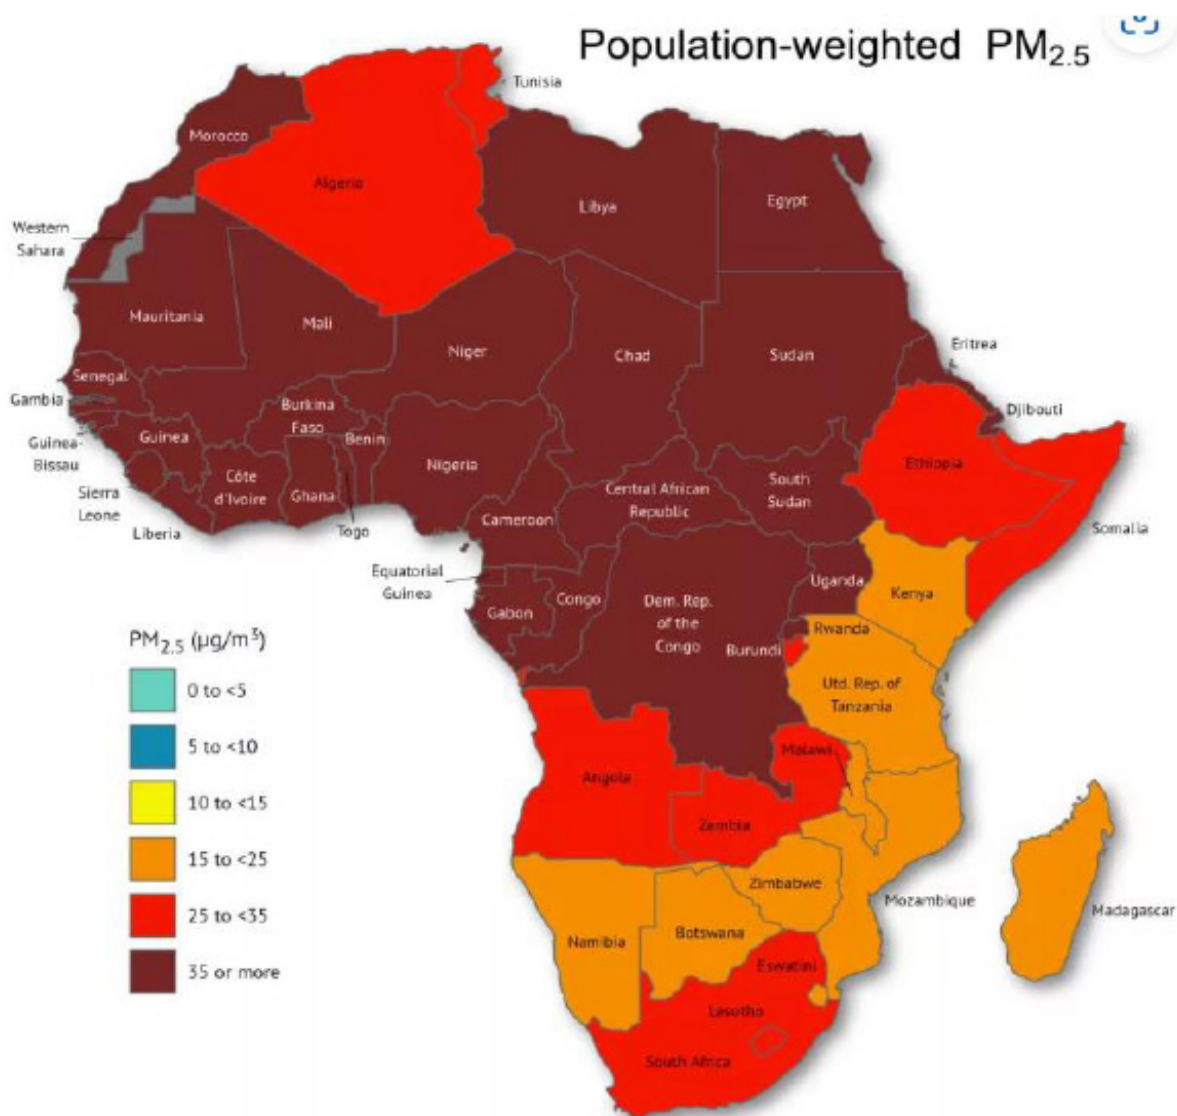 Population-weighted PM2.5
Tunisia
Morocco
Algeria
Libya
Egypt
Western
Sahara
Mauritania
Mali
Niger
Chad
Sudan
Eritrea
Senegal
Gambia
Burkina
Faso
Benin
Djibouti
Guinea-
Bissau
Guinea
Nigeria
Ethiopia
Côte
d'Ivoire
Ghana
Central African
Republic
South
Sudan
Sierra
Leone
Cameroon
Liberia
Togo
Somalia
Equatorial
Guinea
Uganda
Kenya
Gabon
Congo
Dem. Rep.
of the
Congo
Rwanda
Burundi
Utd. Rep. of
Tanzania
PM2.5 (µg/m³)
0 to <5
5 to <10
10 to <15
15 to <25
25 to <35
35 or more
Malawi
Angola
Zambia
Zimbabwe
Mozambique
Madagascar
Namibia
Botswana
Eswatini
Lesotho
South Africa